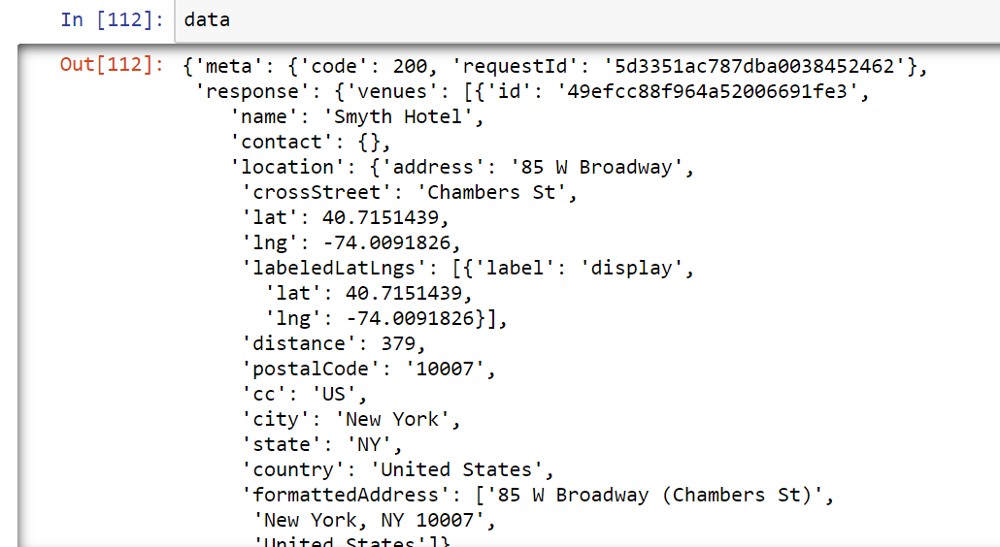 In [112]: data
Out[112]: {'meta': {'code': 200, 'requestId': '5d3351ac787dba0038452462'},
'response': {'venues': [{'id': '49efcc88f964a52006691fe3',
'name': 'Smyth Hotel',
'contact': {},
'location': {'address': '85 W Broadway',
'crossStreet': 'Chambers St',
'lat': 40.7151439,
'lng': -74.0091826,
'labeledLatLngs': [{'label': 'display',
'lat': 40.7151439,
'lng': -74.0091826}],
'distance': 379,
'postalCode': '10007',
'cc': 'US',
'city': 'New York',
'state': 'NY',
'country': 'United States',
'formattedAddress': ['85 W Broadway (Chambers St)',
'New York, NY 10007',
'United States']}